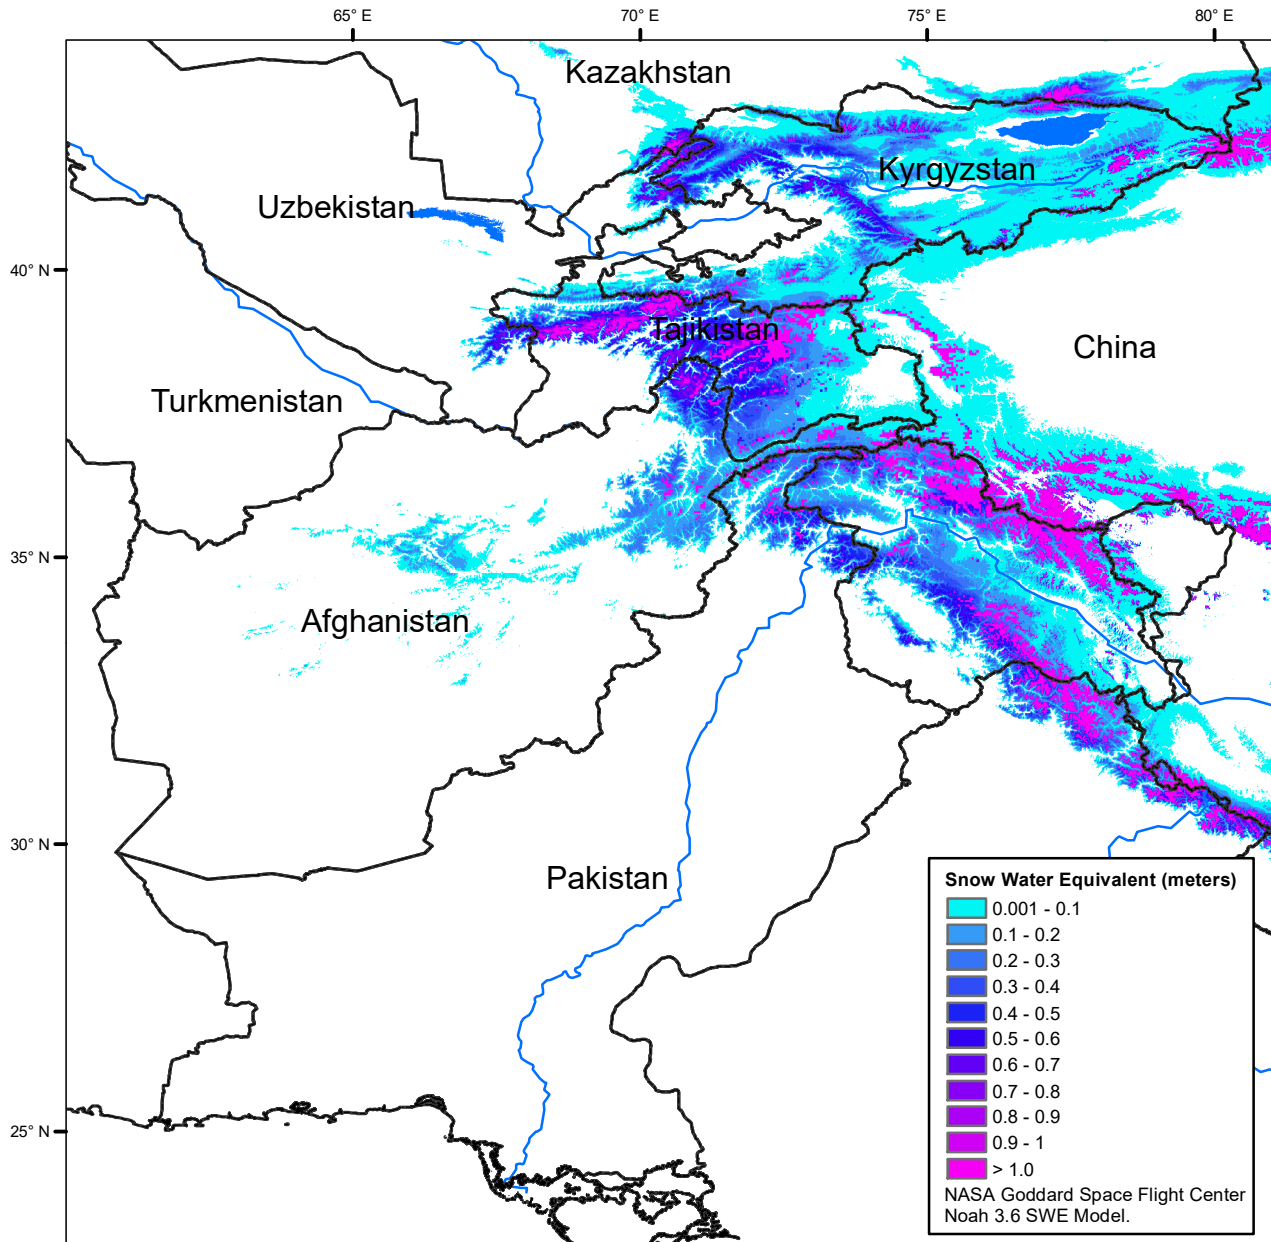 65° E
70° E
75° E
80° E
Kazakhstan
Kyrgyzstan
Uzbekistan
40° N
Tajikistan
China
Turkmenistan
35° N
Afghanistan
30° N
Pakistan
25° N
Snow Water Equivalent (meters)
0.001 - 0.1
0.1 - 0.2
0.2 - 0.3
0.3 - 0.4
0.4 - 0.5
0.5 - 0.6
0.6 - 0.7
0.7 - 0.8
0.8 - 0.9
0.9 - 1
> 1.0
NASA Goddard Space Flight Center
Noah 3.6 SWE Model.